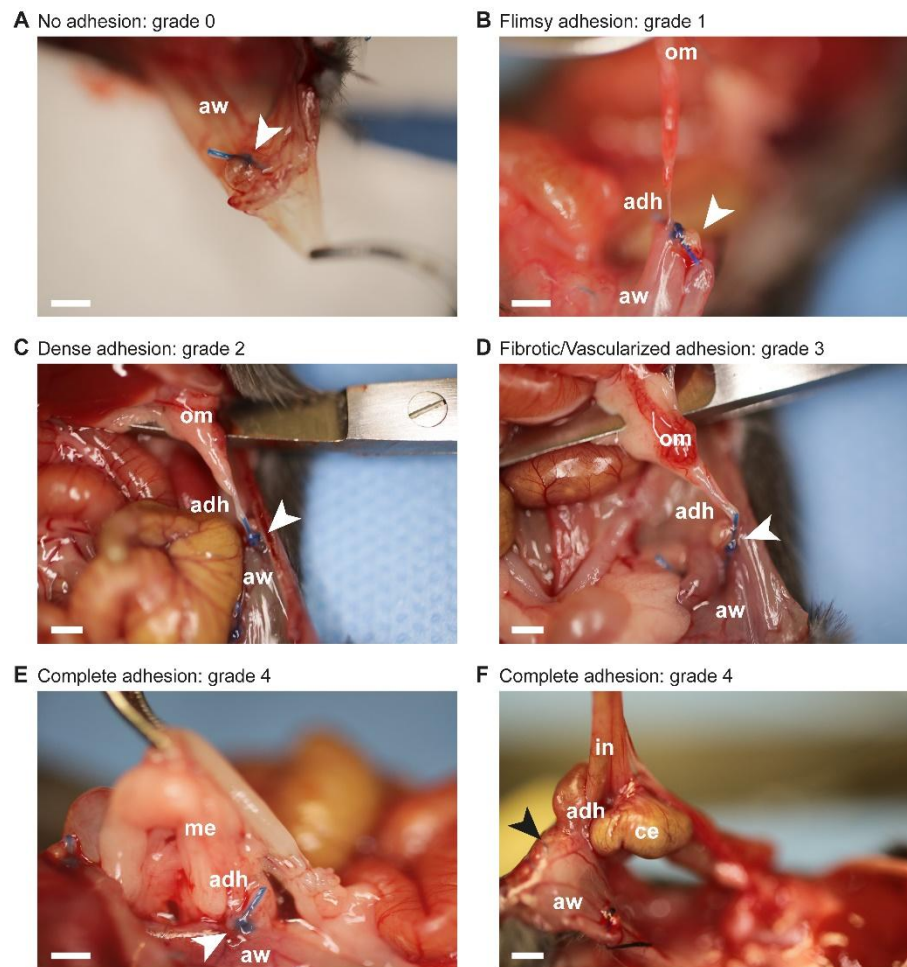 A No adhesion: grade 0
aw
B Flimsy adhesion: grade 1
om
adh
aw
C Dense adhesion: grade 2
om
adh
aw
D Fibrotic/Vascularized adhesion: grade 3
om
adh
aw
E Complete adhesion: grade 4
me
adh
aw
F Complete adhesion: grade 4
in
adh
ce
aw